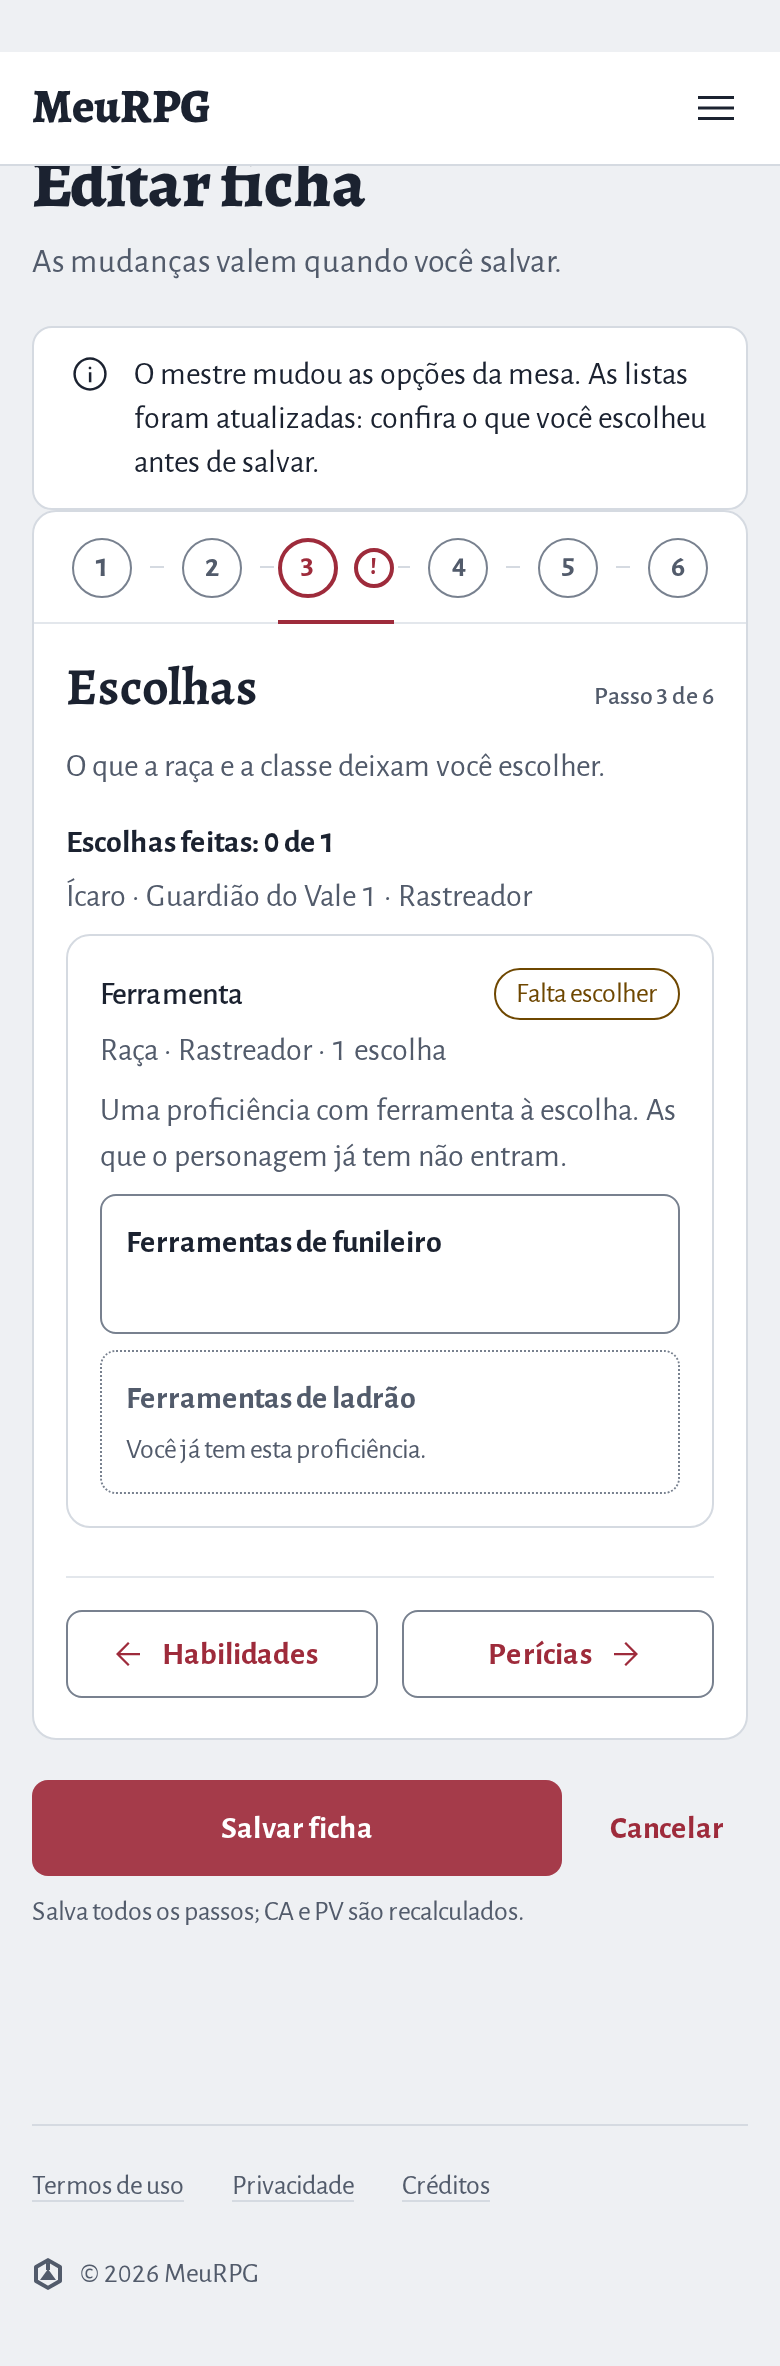 MeuRPG
Editar ficha
As mudanças valem quando você salvar.
O mestre mudou as opções da mesa. As listas
foram atualizadas: confira o que você escolheu
antes de salvar.
1 2 3 ! 4 5 6
Escolhas
Passo 3 de 6
O que a raça e a classe deixam você escolher.
Escolhas feitas: 0 de 1
Ícaro · Guardião do Vale 1 · Rastreador
Ferramenta
Falta escolher
Raça · Rastreador · 1 escolha
Uma proficiência com ferramenta à escolha. As
que o personagem já tem não entram.
Ferramentas de funileiro
Ferramentas de ladrão
Você já tem esta proficiência.
Habilidades
Perícias
Salvar ficha
Cancelar
Salva todos os passos; CA e PV são recalculados.
Termos de uso
Privacidade
Créditos
© 2026 MeuRPG